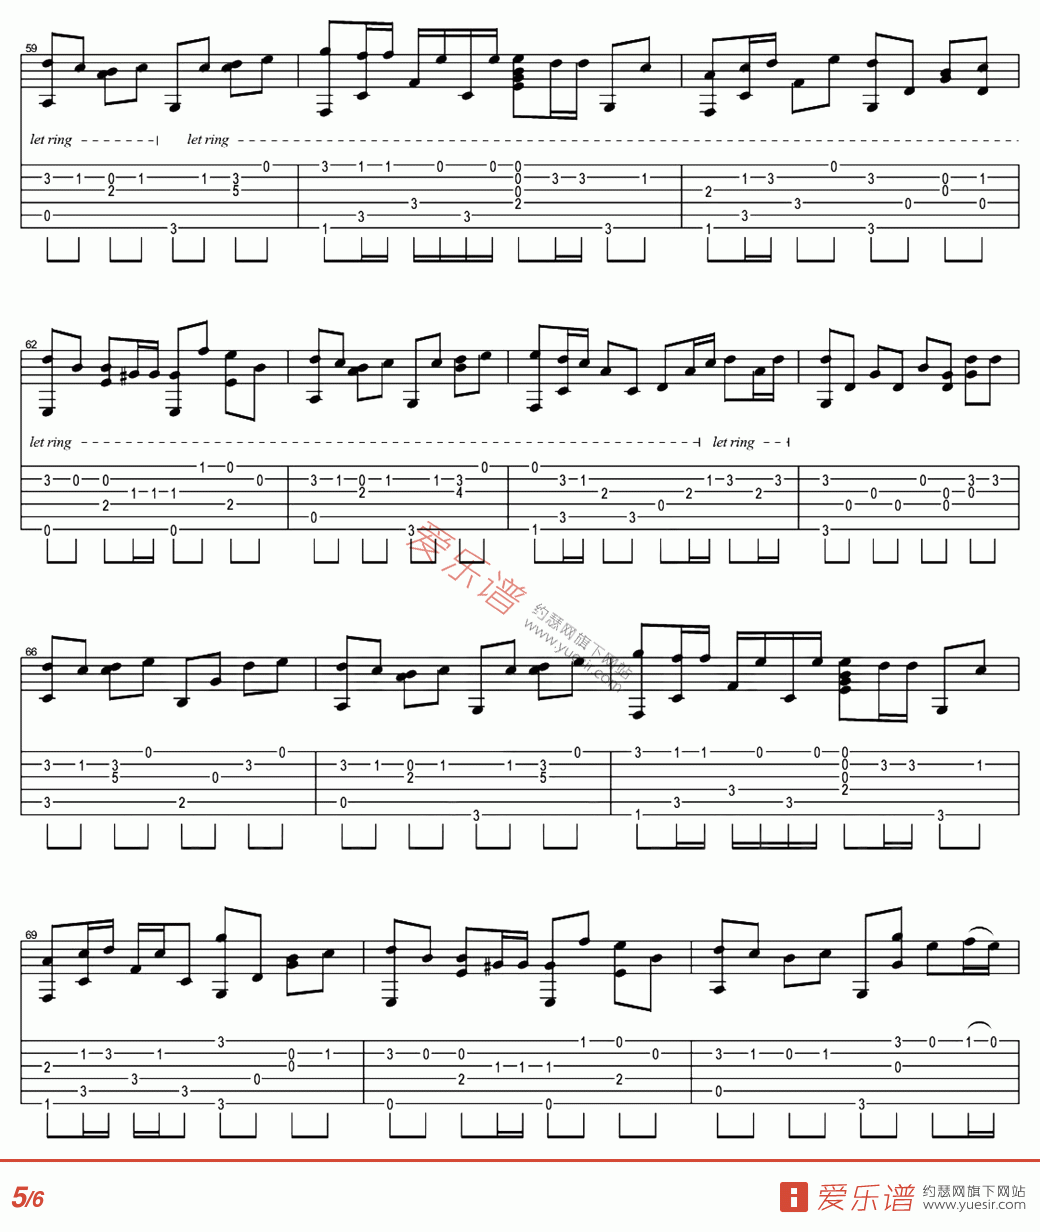 59
let ring
let ring
3 1 0 1 1 3 0 3 1 1 0 0 0 3 3 1 1 3 0 3 0 1
2 5 3 0 2 3 0 0
0 3 3 2 3 3
3 1 3 1 3
62
let ring
let ring
3 0 0 1 0 0 3 1 0 1 1 3 0 0 3 1 1 3 3 3 0 3 3
2 1 1 1 2 2 4 2 0 2 2 0 0 0 0 0 0
0 0 0 3 1 3 3 3
爱乐谱
约瑟网旗下网站
www.yuesir.com
66
3 1 3 0 3 0 3 1 0 1 1 3 0 3 1 1 0 0 0 3 3 1
5 0 2 5 3 0 2
3 2 0 3 1 3 3 3
69
1 3 1 3 0 1 3 0 0 1 0 0 3 1 0 1 3 0 1 0
2 3 0 0 2 1 1 1 2 0
1 3 3 3 0 0 0 3
5/6
爱乐谱
约瑟网旗下网站
www.yuesir.com